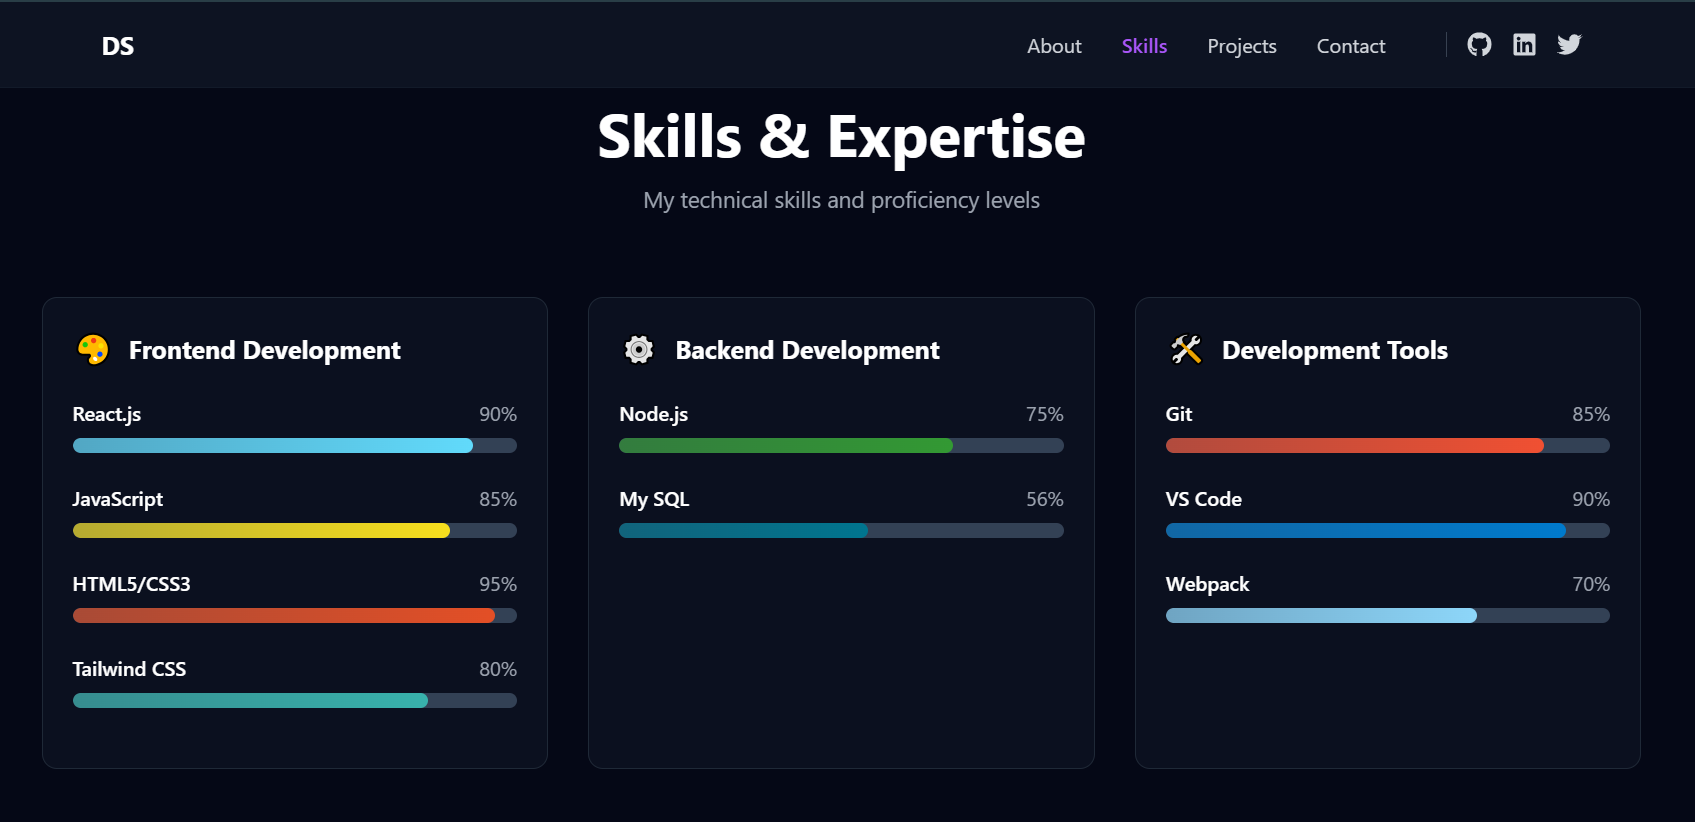 DS
About Skills Projects Contact
Skills & Expertise
My technical skills and proficiency levels
Frontend Development
React.js 90%
JavaScript 85%
HTML5/CSS3 95%
Tailwind CSS 80%
Backend Development
Node.js 75%
My SQL 56%
Development Tools
Git 85%
VS Code 90%
Webpack 70%